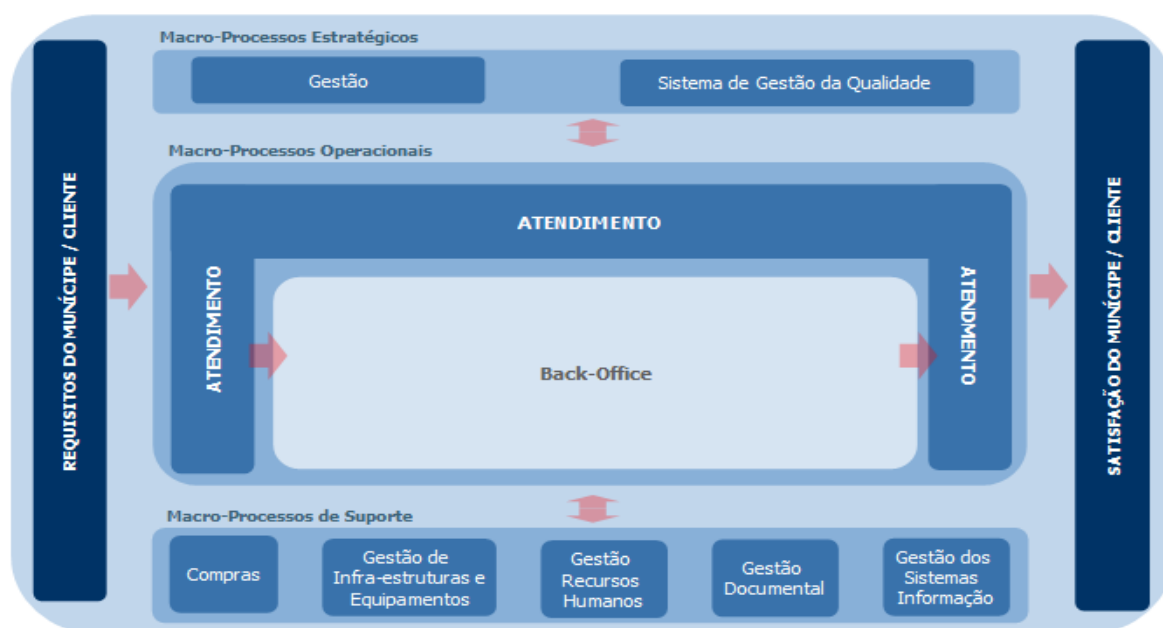 Macro-Processos Estratégicos
Gestão
Sistema de Gestão da Qualidade
Macro-Processos Operacionais
REQUISITOS DO MUNÍCIPE / CLIENTE
ATENDIMENTO
ATENDIMENTO
Back-Office
ATENDMENTO
SATISFAÇÃO DO MUNÍCIPE / CLIENTE
Macro-Processos de Suporte
Compras
Gestão de
Infra-estruturas e
Equipamentos
Gestão
Recursos
Humanos
Gestão
Documental
Gestão dos
Sistemas
Informação